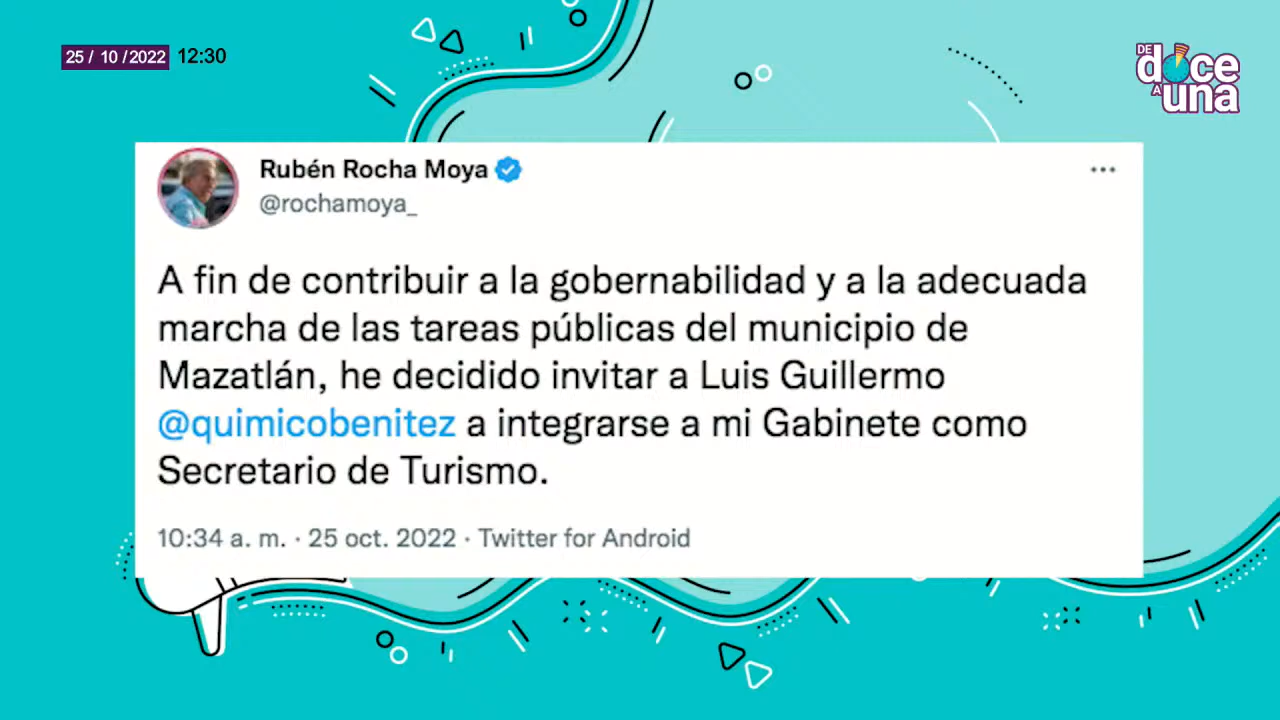 25 / 10 /2022 12:30
DE
doce
A
una
Rubén Rocha Moya
@rochamoya_
A fin de contribuir a la gobernabilidad y a la adecuada
marcha de las tareas públicas del municipio de
Mazatlán, he decidido invitar a Luis Guillermo
@quimicobenitez a integrarse a mi Gabinete como
Secretario de Turismo.
10:34 a. m. · 25 oct. 2022 · Twitter for Android